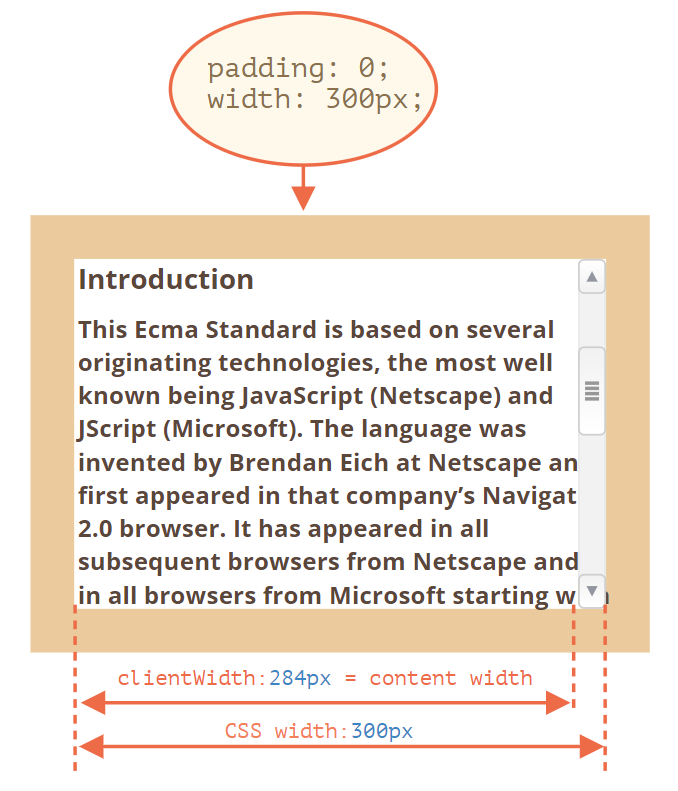 padding: 0;
width: 300px;
Introduction
This Ecma Standard is based on several
originating technologies, the most well
known being JavaScript (Netscape) and
JScript (Microsoft). The language was
invented by Brendan Eich at Netscape an
first appeared in that company’s Navigat
2.0 browser. It has appeared in all
subsequent browsers from Netscape and
in all browsers from Microsoft starting
clientWidth:284px = content width
CSS width:300px